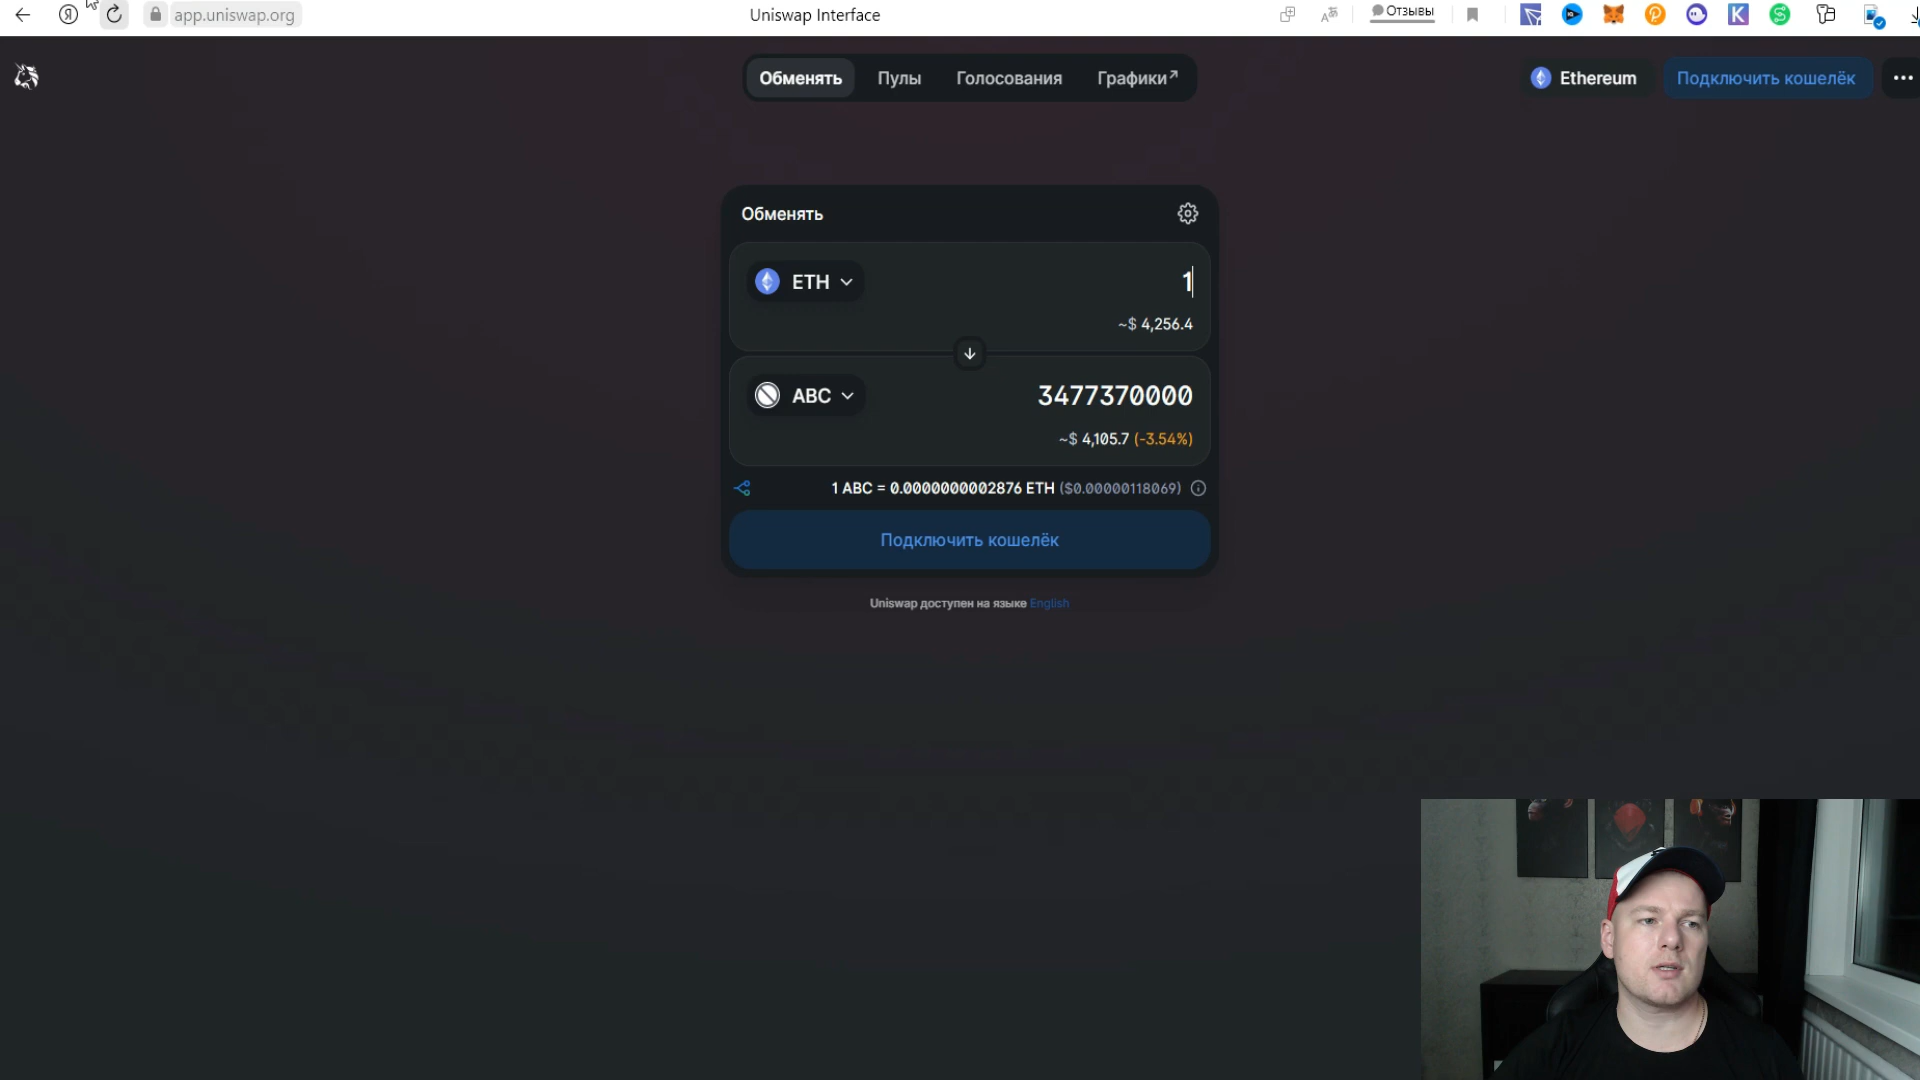 app.uniswap.org
Uniswap Interface
Отзывы
Обменять
Пулы
Голосования
Графики↗
Ethereum
Подключить кошелёк
Обменять
ETH
1
~$ 4,256.4
ABC
3477370000
~$ 4,105.7 (-3.54%)
1 ABC = 0.0000000002876 ETH ($0.00000118069)
Подключить кошелёк
Uniswap доступен на языке English